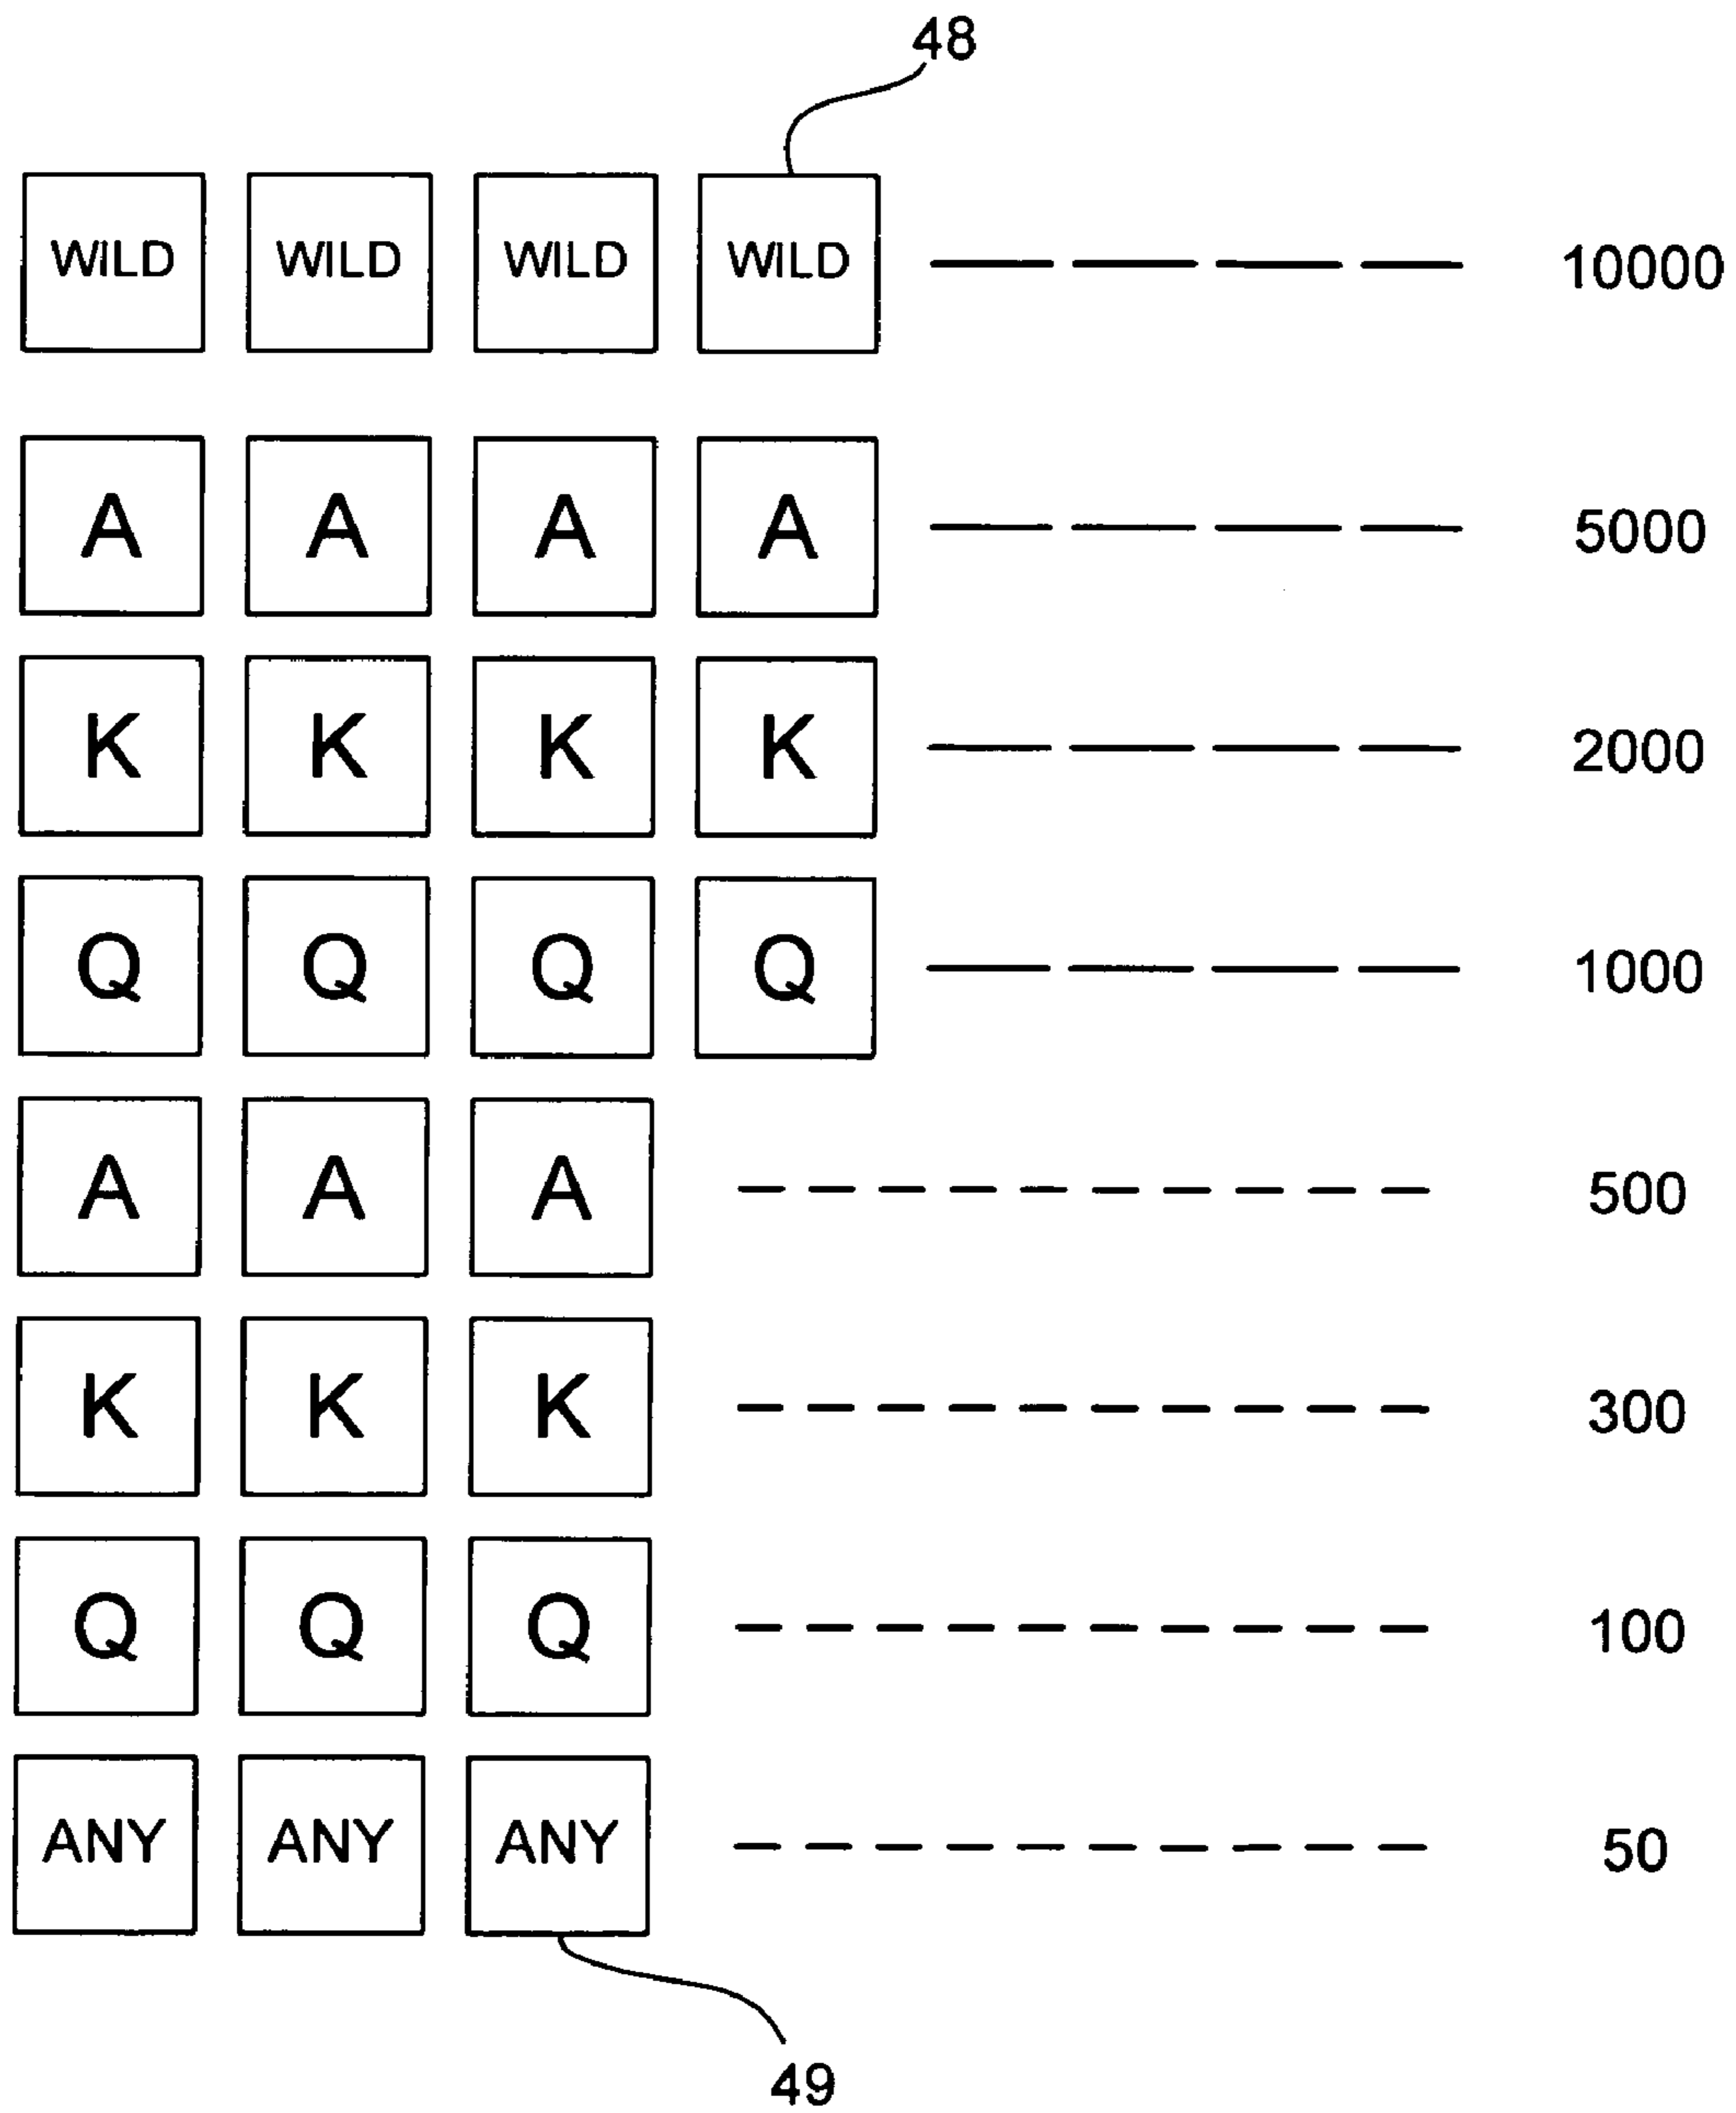 48
WILD WILD WILD WILD 10000
A A A A 5000
K K K K 2000
Q Q Q Q 1000
A A A 500
K K K 300
Q Q Q 100
ANY ANY ANY 50
49